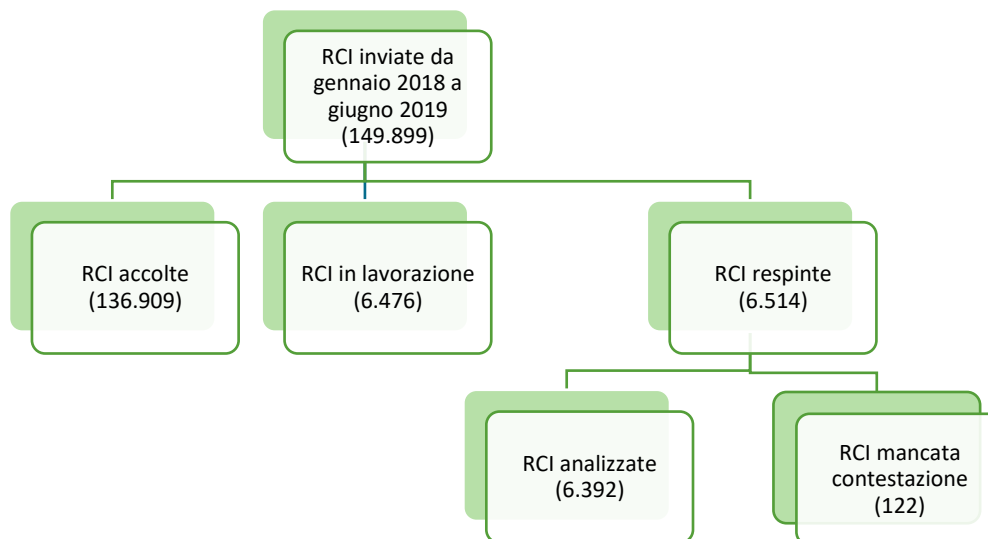 RCI inviate da
gennaio 2018 a
giugno 2019
(149.899)
RCI accolte
(136.909)
RCI in lavorazione
(6.476)
RCI respinte
(6.514)
RCI analizzate
(6.392)
RCI mancata
contestazione
(122)